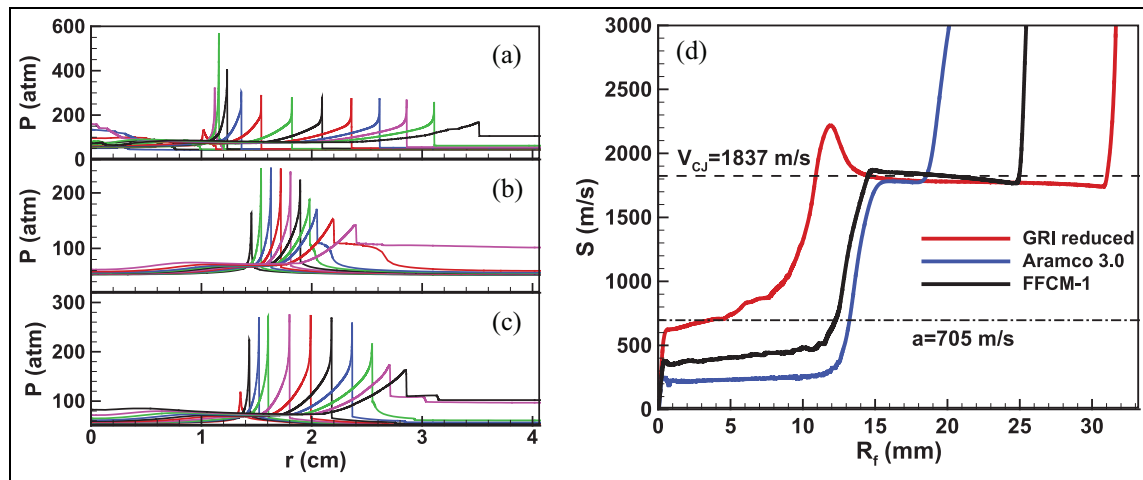 600
400
200
0
P (atm)
(a)
200
100
P (atm)
(b)
300
200
100
P (atm)
(c)
0 1 2 3 4
r (cm)
3000
2500
2000
1500
1000
500
0
S (m/s)
(d)
V_CJ=1837 m/s
GRI reduced
Aramco 3.0
FFCM-1
a=705 m/s
0 5 10 15 20 25 30
R_f (mm)